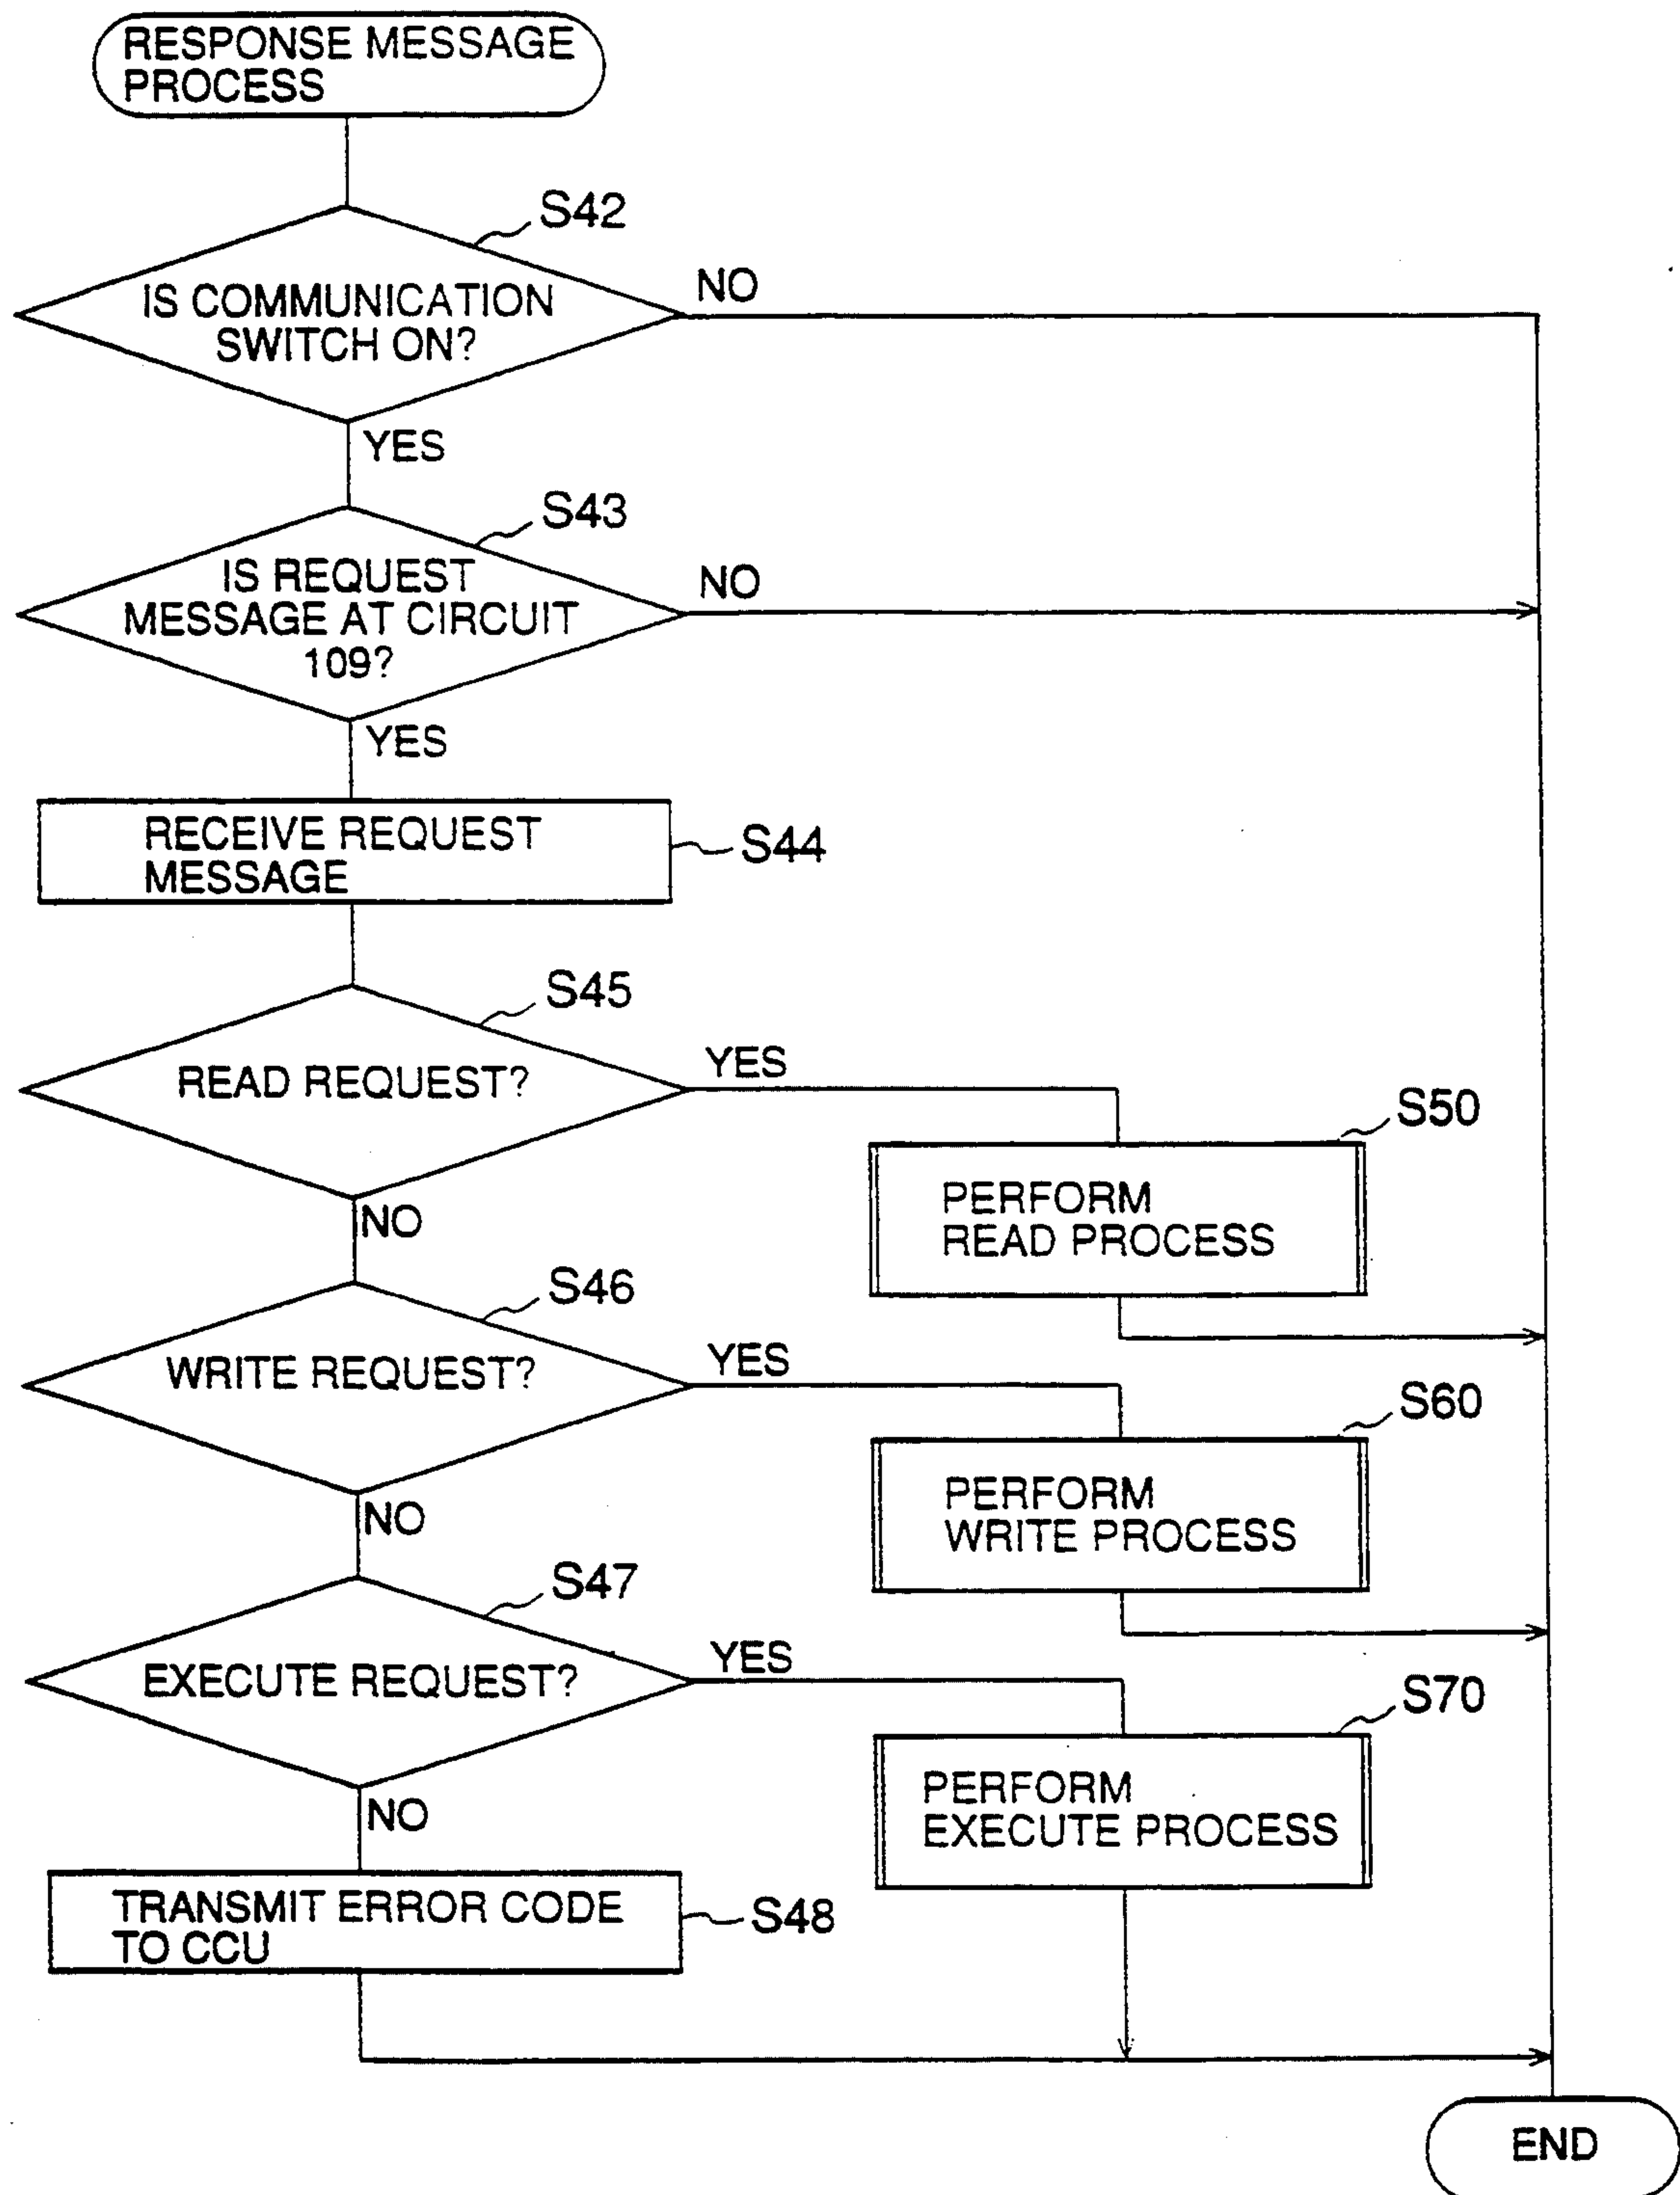 RESPONSE MESSAGE
PROCESS
S42
IS COMMUNICATION
SWITCH ON?
NO
YES
S43
IS REQUEST
MESSAGE AT CIRCUIT
109?
NO
YES
RECEIVE REQUEST
MESSAGE
S44
S45
READ REQUEST?
YES
NO
S50
PERFORM
READ PROCESS
S46
WRITE REQUEST?
YES
NO
S60
PERFORM
WRITE PROCESS
S47
EXECUTE REQUEST?
YES
NO
S70
PERFORM
EXECUTE PROCESS
TRANSMIT ERROR CODE
TO CCU
S48
END